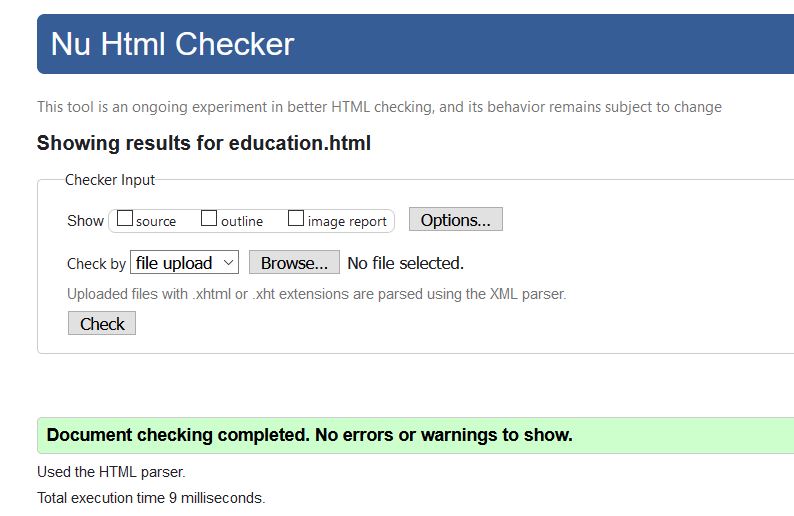 Nu Html Checker
This tool is an ongoing experiment in better HTML checking, and its behavior remains subject to change
Showing results for education.html
Checker Input
Show source outline image report Options...
Check by file upload Browse... No file selected.
Uploaded files with .xhtml or .xht extensions are parsed using the XML parser.
Check
Document checking completed. No errors or warnings to show.
Used the HTML parser.
Total execution time 9 milliseconds.